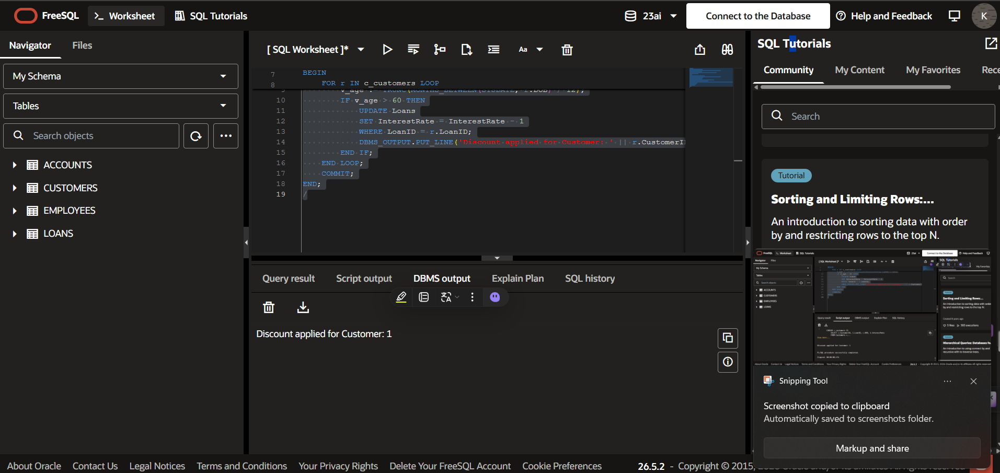 FreeSQL
>_ Worksheet
SQL Tutorials
23ai
Connect to the Database
Help and Feedback
K
Navigator
Files
My Schema
Tables
Search objects
ACCOUNTS
CUSTOMERS
EMPLOYEES
LOANS
[ SQL Worksheet ]*
Aa
7 BEGIN
8 FOR r IN c_customers LOOP
9 v_age := TRUNC(MONTHS_BETWEEN(SYSDATE, r.DOB) / 12);
10 IF v_age > 60 THEN
11 UPDATE Loans
12 SET InterestRate = InterestRate - 1
13 WHERE LoanID = r.LoanID;
14 DBMS_OUTPUT.PUT_LINE('Discount applied for Customer: ' || r.CustomerI
15 END IF;
16 END LOOP;
17 COMMIT;
18 END;
19 /
Query result
Script output
DBMS output
Explain Plan
SQL history
Discount applied for Customer: 1
SQL Tutorials
Community
My Content
My Favorites
Rece
Search
Tutorial
Sorting and Limiting Rows:...
An introduction to sorting data with order
by and restricting rows to the top N.
Snipping Tool
Screenshot copied to clipboard
Automatically saved to screenshots folder.
Markup and share
About Oracle
Contact Us
Legal Notices
Terms and Conditions
Your Privacy Rights
Delete Your FreeSQL Account
Cookie Preferences
26.5.2 - Copyright © 2015,